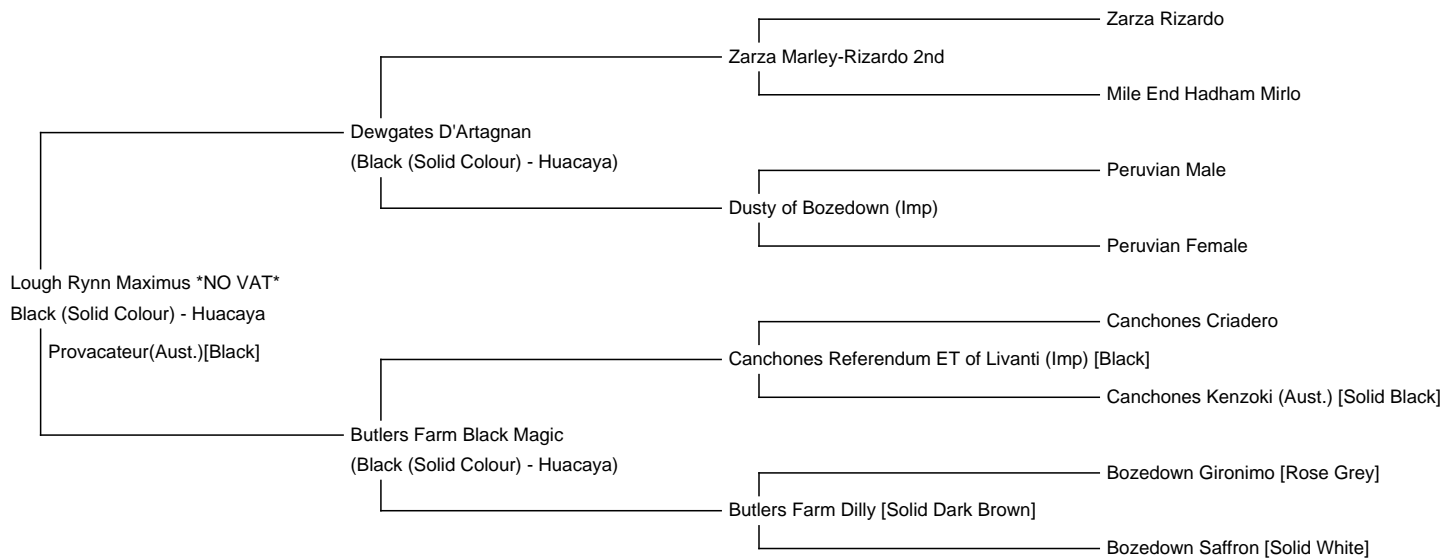 Zarza Rizardo
Zarza Marley-Rizardo 2nd
Mile End Hadham Mirlo
Dewgates D'Artagnan
(Black (Solid Colour) - Huacaya)
Peruvian Male
Dusty of Bozedown (Imp)
Peruvian Female
Lough Rynn Maximus *NO VAT*
Black (Solid Colour) - Huacaya
Provacateur(Aust.)[Black]
Canchones Criadero
Canchones Referendum ET of Livanti (Imp) [Black]
Canchones Kenzoki (Aust.) [Solid Black]
Butlers Farm Black Magic
(Black (Solid Colour) - Huacaya)
Bozedown Gironimo [Rose Grey]
Butlers Farm Dilly [Solid Dark Brown]
Bozedown Saffron [Solid White]